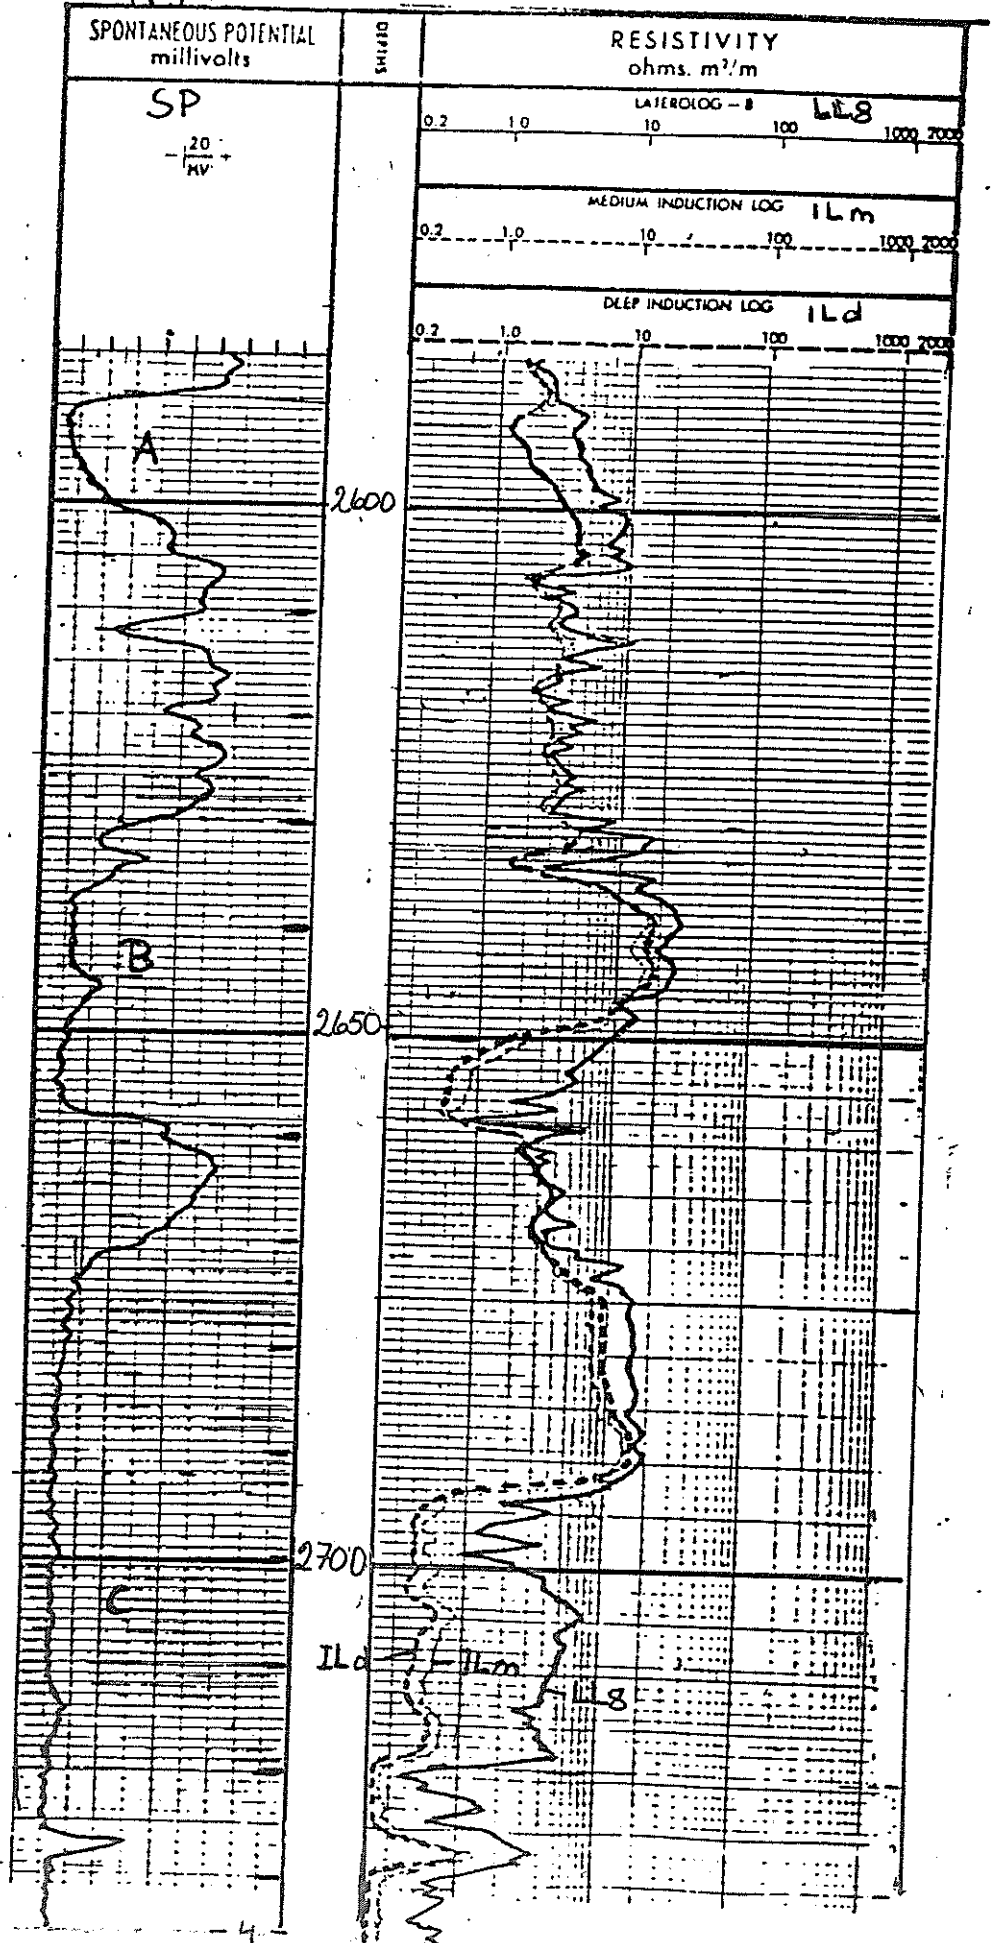 SPONTANEOUS POTENTIAL
millivolts
DEPTHS
RESISTIVITY
ohms. m²/m
SP
- 20 +
MV
LATEROLOG - 8 LL8
0.2 1.0 10 100 1000 2000
MEDIUM INDUCTION LOG ILm
0.2 1.0 10 100 1000 2000
DEEP INDUCTION LOG ILd
0.2 1.0 10 100 1000 2000
A
2600
B
2650
2700
C
ILd ILm
LL8
4